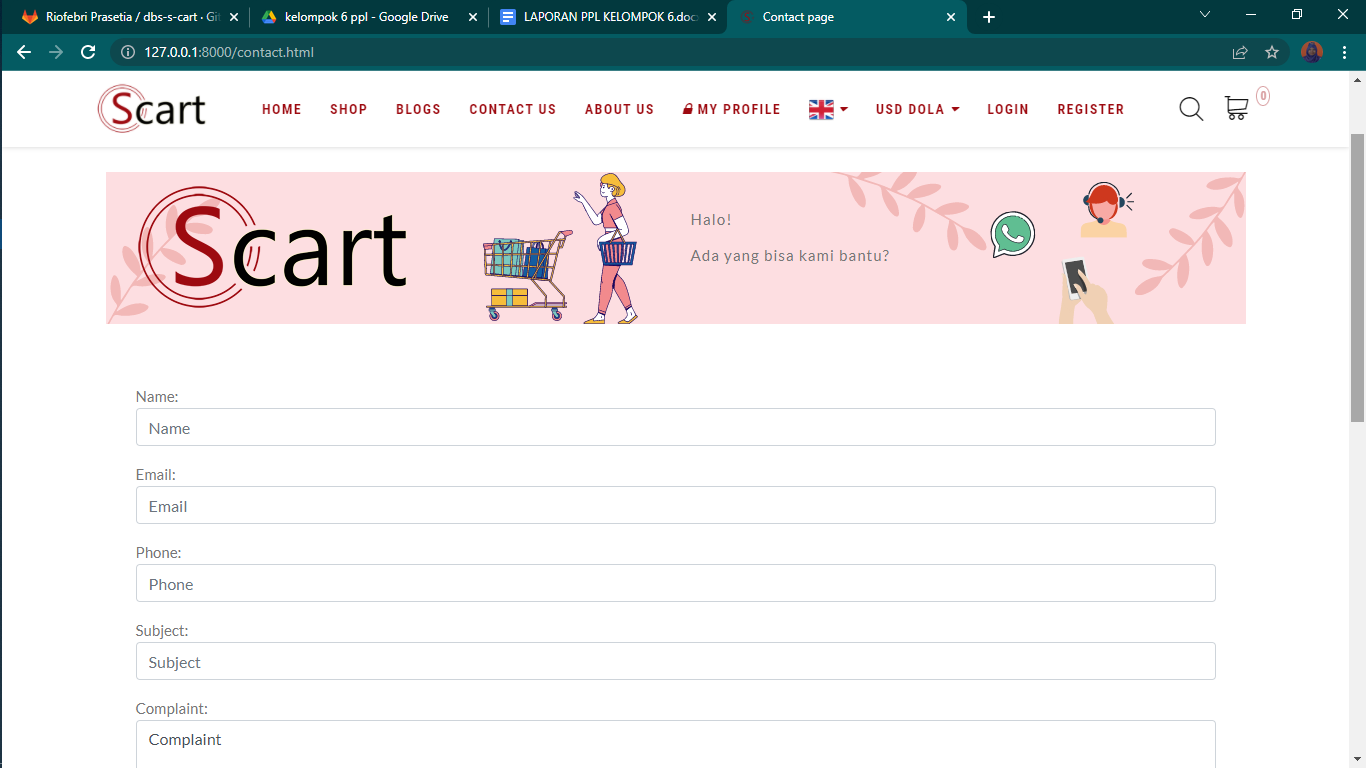 Riofebri Prasetia / dbs-s-cart · Git
kelompok 6 ppl - Google Drive
LAPORAN PPL KELOMPOK 6.doc
Contact page
127.0.0.1:8000/contact.html
Scart
HOME
SHOP
BLOGS
CONTACT US
ABOUT US
MY PROFILE
USD DOLA
LOGIN
REGISTER
0
Scart
Halo!
Ada yang bisa kami bantu?
Name:
Name
Email:
Email
Phone:
Phone
Subject:
Subject
Complaint:
Complaint